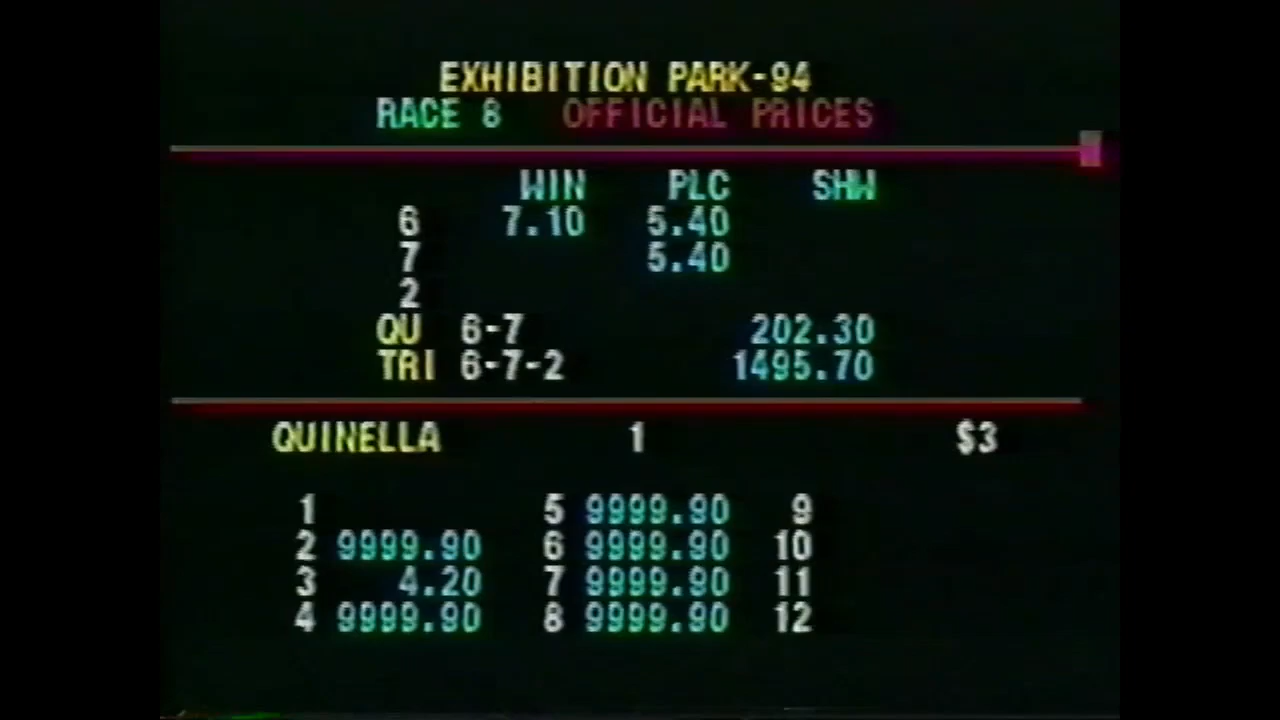 EXHIBITION PARK-94
RACE 8 OFFICIAL PRICES
WIN PLC SHW
6 7.10 5.40
7 5.40
2
QU 6-7 202.30
TRI 6-7-2 1495.70
QUINELLA 1 $3
1 5 9999.90 9
2 9999.90 6 9999.90 10
3 4.20 7 9999.90 11
4 9999.90 8 9999.90 12